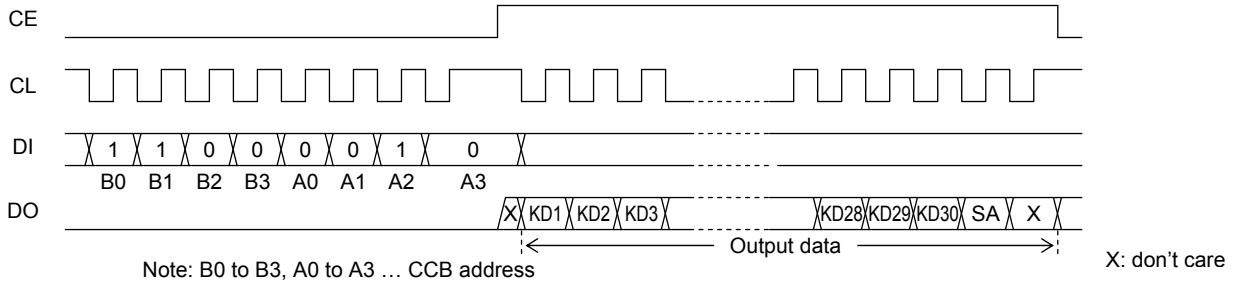 CE
CL
DI 1 1 0 0 0 0 1 0
B0 B1 B2 B3 A0 A1 A2 A3
DO X KD1 KD2 KD3 KD28 KD29 KD30 SA X
Output data
Note: B0 to B3, A0 to A3 … CCB address
X: don't care